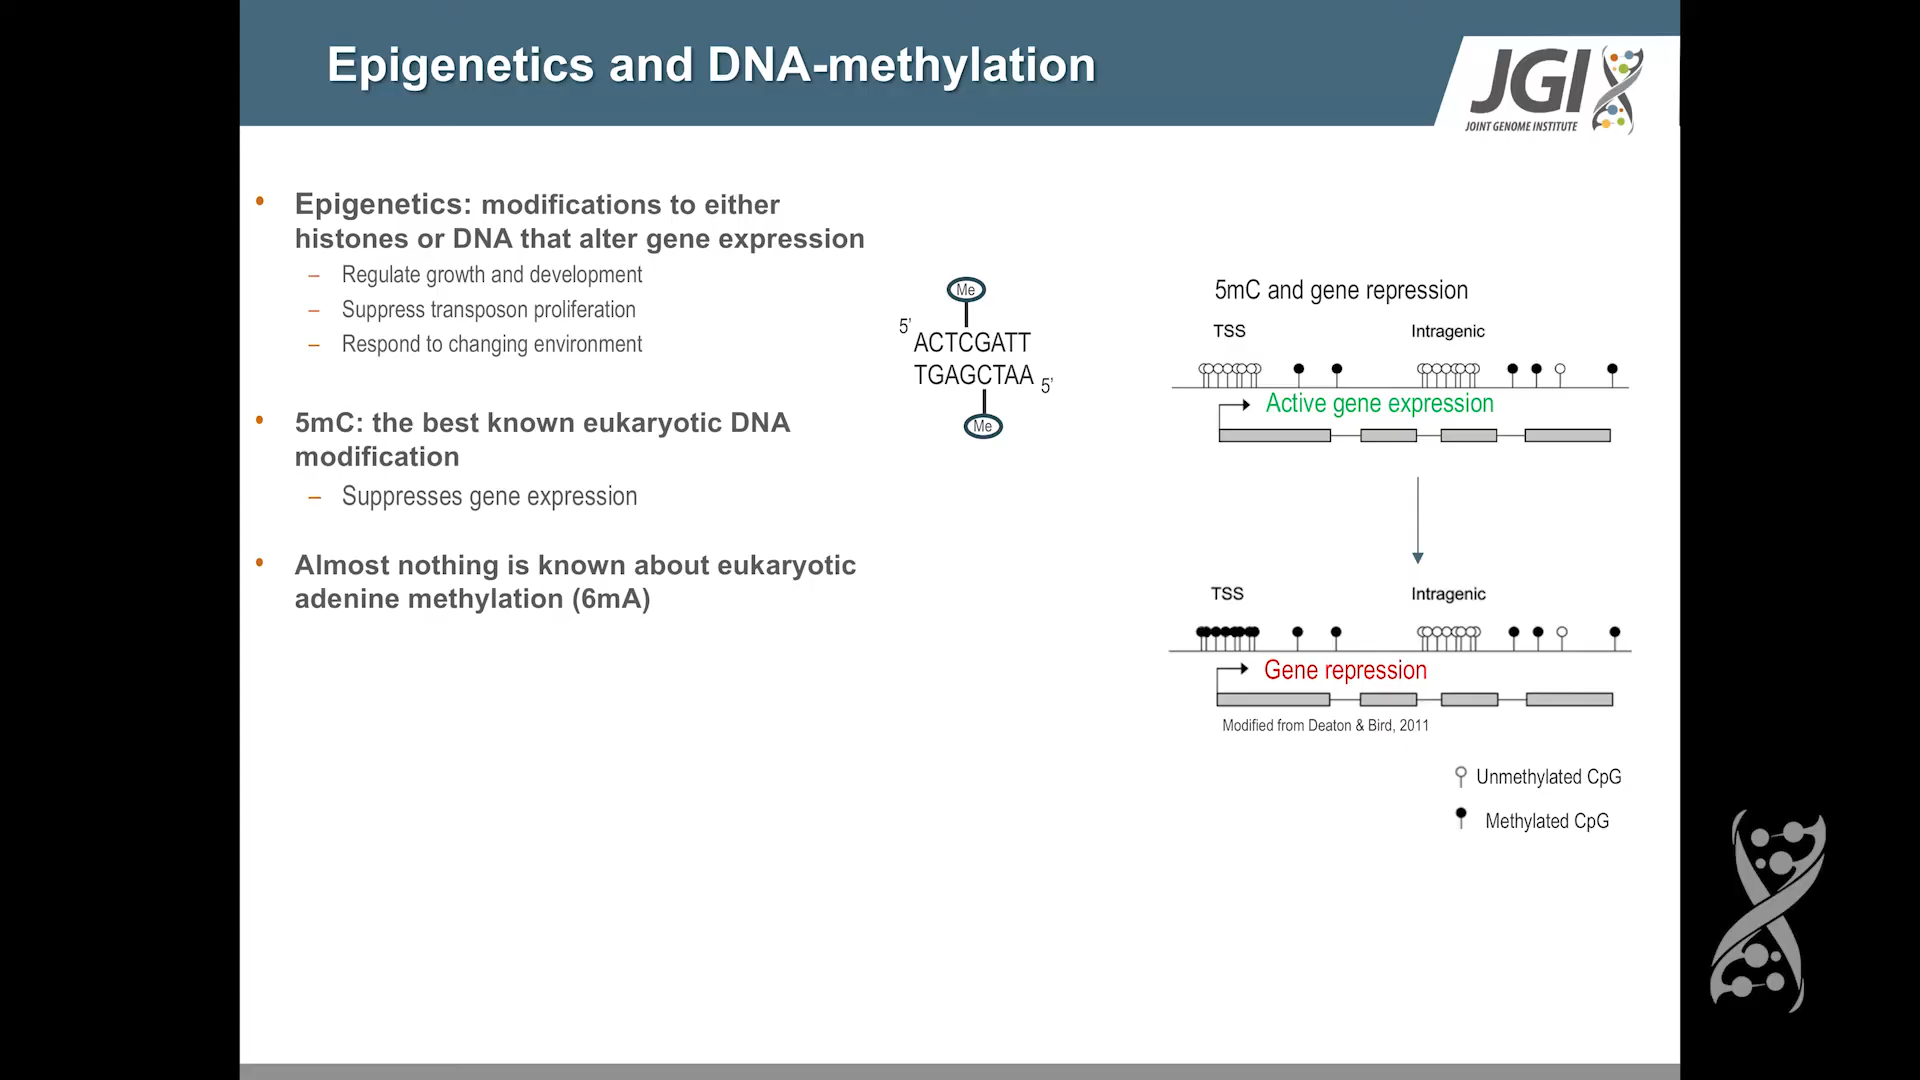 Epigenetics and DNA-methylation
JGI
JOINT GENOME INSTITUTE
• Epigenetics: modifications to either
histones or DNA that alter gene expression
– Regulate growth and development
– Suppress transposon proliferation
– Respond to changing environment
• 5mC: the best known eukaryotic DNA
modification
– Suppresses gene expression
• Almost nothing is known about eukaryotic
adenine methylation (6mA)
Me
5'
ACTCGATT
TGAGCTAA 5'
Me
5mC and gene repression
TSS Intragenic
Active gene expression
TSS Intragenic
Gene repression
Modified from Deaton & Bird, 2011
Unmethylated CpG
Methylated CpG